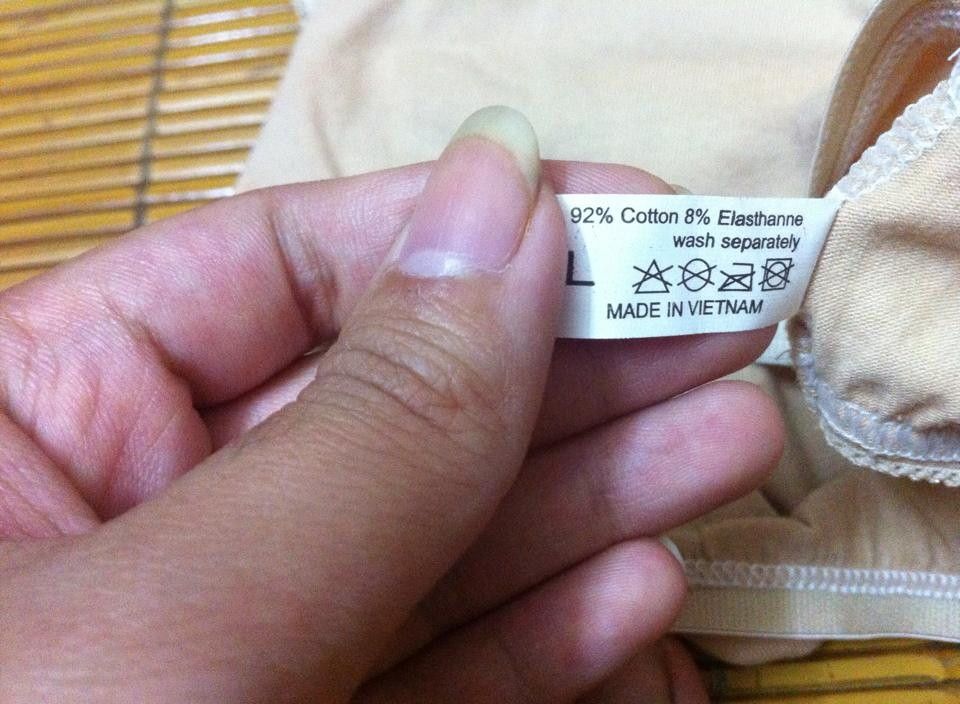 92% Cotton 8% Elasthanne
wash separately
L
MADE IN VIETNAM